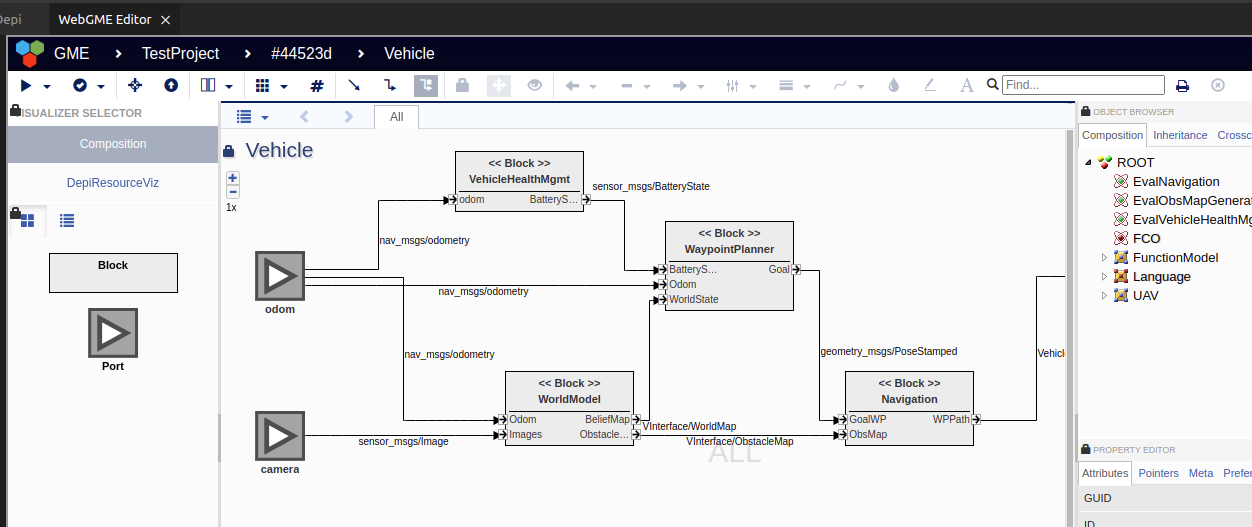 Depi
WebGME Editor ×
GME > TestProject > #44523d > Vehicle
Find...
VISUALIZER SELECTOR
Composition
DepiResourceViz
Block
Port
All
Vehicle
1x
<< Block >>
VehicleHealthMgmt
odom BatteryS...
sensor_msgs/BatteryState
nav_msgs/odometry
<< Block >>
WaypointPlanner
BatteryS... Goal
Odom
WorldState
odom
nav_msgs/odometry
nav_msgs/odometry
geometry_msgs/PoseStamped
Vehicle
<< Block >>
WorldModel
Odom BeliefMap
Images Obstacle...
<< Block >>
Navigation
GoalWP WPPath
ObsMap
VInterface/WorldMap
sensor_msgs/Image
VInterface/ObstacleMap
ALL
camera
OBJECT BROWSER
Composition Inheritance Crossc
ROOT
EvalNavigation
EvalObsMapGenerat
EvalVehicleHealthMg
FCO
FunctionModel
Language
UAV
PROPERTY EDITOR
Attributes Pointers Meta Prefer
GUID
ID